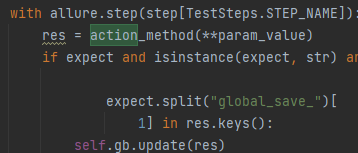 with allure.step(step[TestSteps.STEP_NAME]):
res = action_method(**param_value)
if expect and isinstance(expect, str) an
expect.split("global_save_")[
1] in res.keys():
self.gb.update(res)